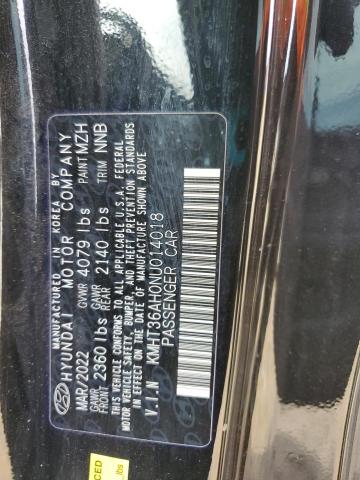 MANUFACTURED IN KOREA BY
HYUNDAI MOTOR COMPANY
MAR/2022 GVWR 4079 lbs PAINT MZH
GAWR FRONT 2360 lbs GAWR REAR 2140 lbs TRIM NNB
THIS VEHICLE CONFORMS TO ALL APPLICABLE U.S.A. FEDERAL
MOTOR VEHICLE SAFETY, BUMPER, AND THEFT PREVENTION
STANDARDS IN EFFECT ON THE DATE OF MANUFACTURE SHOWN ABOVE
V.I.N KMHT36AH0NU014018
PASSENGER CAR
CED
lbs